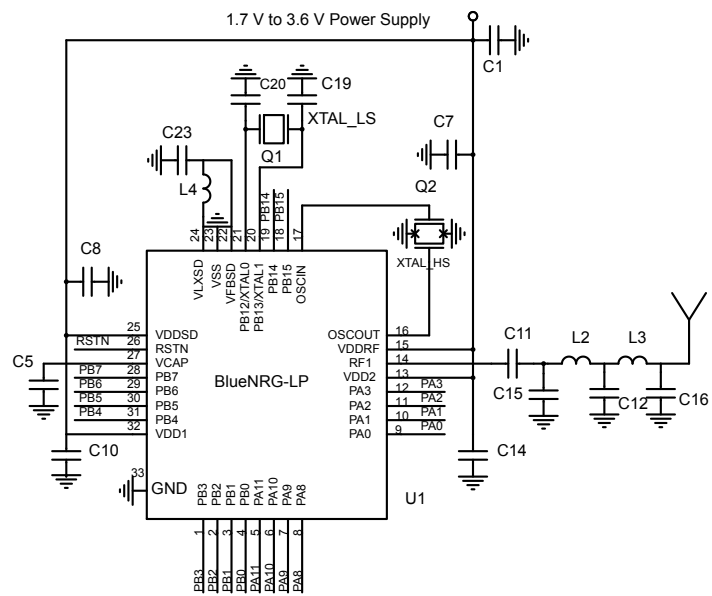 1.7 V to 3.6 V Power Supply
C1
C20
C19
XTAL_LS
C7
C23
Q1
Q2
L4
PB14
PB15
24
23
22
21
20
19
18
17
C8
VLXSD
VSS
VFBSD
PB12/XTAL0
PB13/XTAL1
PB14
PB15
OSCIN
XTAL_HS
25
VDDSD
OSCOUT
16
RSTN
26
RSTN
VDDRF
15
C11
L2
L3
C5
27
VCAP
RF1
14
PB7
28
PB7
BlueNRG-LP
VDD2
13
PB6
29
PB6
PA3
12
PA3
C15
C12
C16
PB5
30
PB5
PA2
11
PA2
PB4
31
PB4
PA1
10
PA1
32
VDD1
PA0
9
PA0
C10
C14
33
GND
U1
PB3
PB2
PB1
PB0
PA11
PA10
PA9
PA8
1
2
3
4
5
6
7
8
PB3
PB2
PB1
PB0
PA11
PA10
PA9
PA8